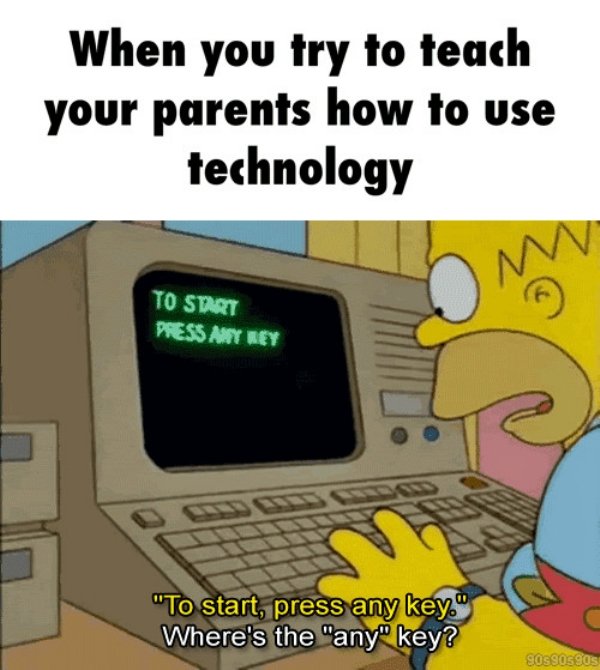 When you try to teach
your parents how to use
technology
TO START
PRESS ANY KEY
"To start, press any key."
Where's the "any" key?